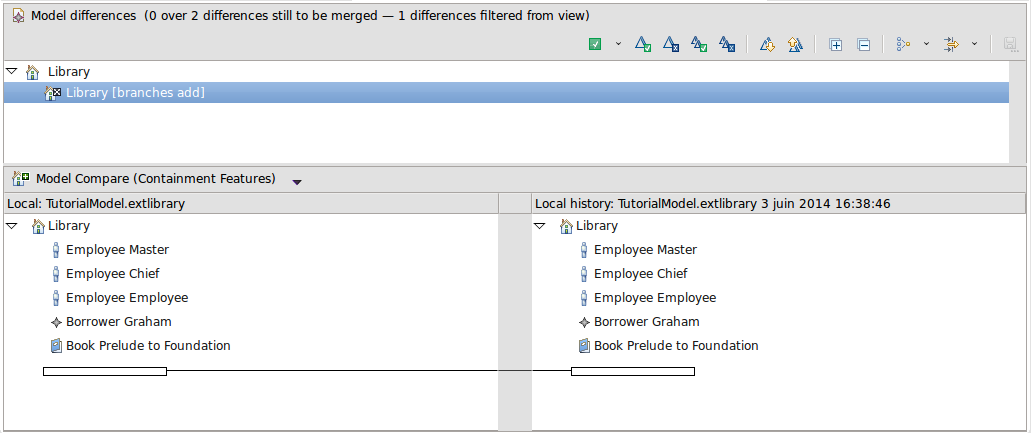 Model differences (0 over 2 differences still to be merged — 1 differences filtered from view)
Library
Library [branches add]
Model Compare (Containment Features)
Local: TutorialModel.extlibrary
Local history: TutorialModel.extlibrary 3 juin 2014 16:38:46
Library
Library
Employee Master
Employee Master
Employee Chief
Employee Chief
Employee Employee
Employee Employee
Borrower Graham
Borrower Graham
Book Prelude to Foundation
Book Prelude to Foundation